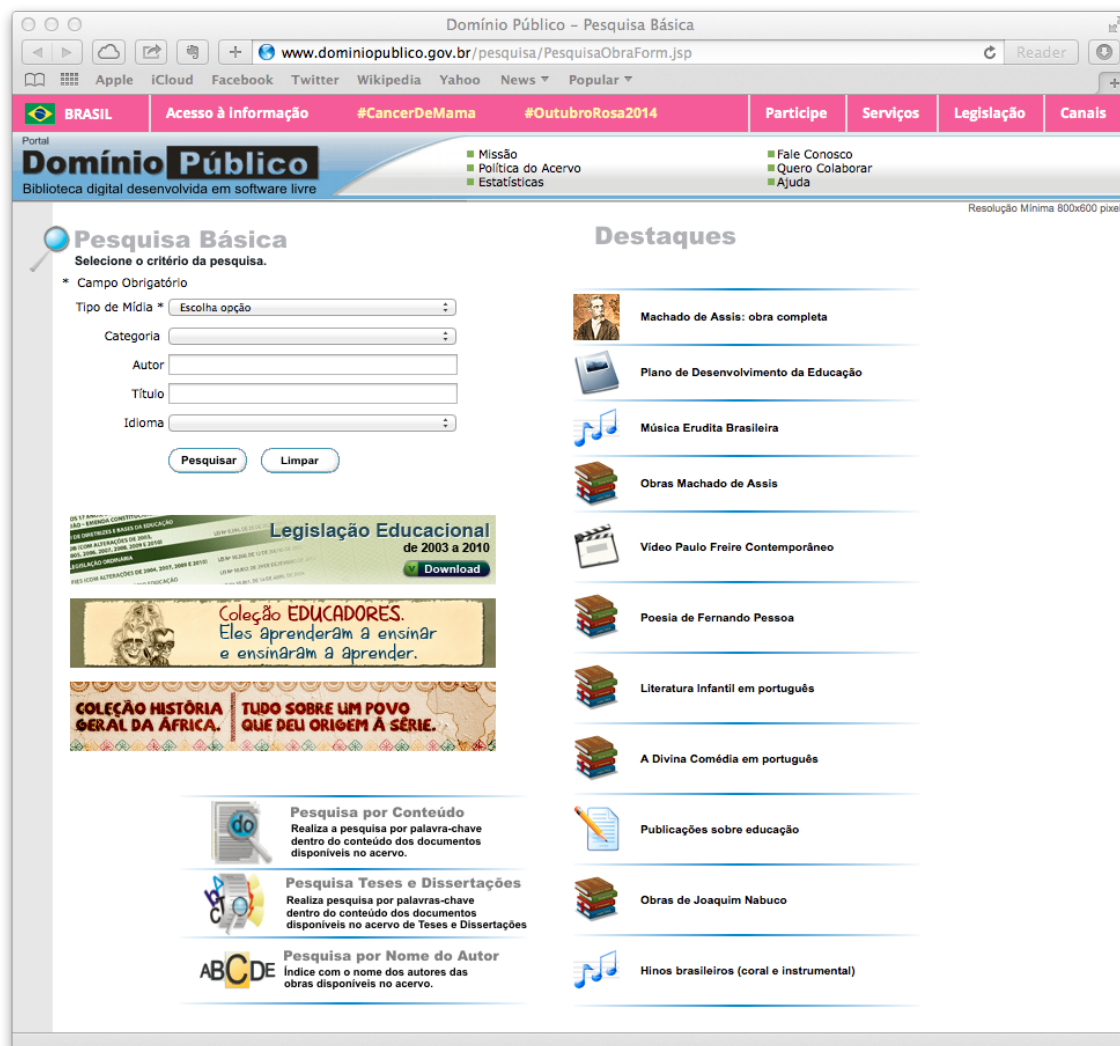 Domínio Público – Pesquisa Básica
www.dominiopublico.gov.br/pesquisa/PesquisaObraForm.jsp
Reader
Apple iCloud Facebook Twitter Wikipedia Yahoo News Popular
BRASIL Acesso à informação #CancerDeMama #OutubroRosa2014 Participe Serviços Legislação Canais
Portal
Domínio Público
Biblioteca digital desenvolvida em software livre
Missão
Política do Acervo
Estatísticas
Fale Conosco
Quero Colaborar
Ajuda
Resolução Mínima 800x600 pixel
Pesquisa Básica
Selecione o critério da pesquisa.
* Campo Obrigatório
Tipo de Mídia * Escolha opção
Categoria
Autor
Título
Idioma
Pesquisar Limpar
Legislação Educacional
de 2003 a 2010
Download
Coleção EDUCADORES.
Eles aprenderam a ensinar
e ensinaram a aprender.
COLEÇÃO HISTÓRIA
GERAL DA ÁFRICA.
TUDO SOBRE UM POVO
QUE DEU ORIGEM À SÉRIE.
do
Pesquisa por Conteúdo
Realiza a pesquisa por palavra-chave
dentro do conteúdo dos documentos
disponíveis no acervo.
Pesquisa Teses e Dissertações
Realiza pesquisa por palavras-chave
dentro do conteúdo dos documentos
disponíveis no acervo de Teses e Dissertações
ABCDE
Pesquisa por Nome do Autor
Índice com o nome dos autores das
obras disponíveis no acervo.
Destaques
Machado de Assis: obra completa
Plano de Desenvolvimento da Educação
Música Erudita Brasileira
Obras Machado de Assis
Vídeo Paulo Freire Contemporâneo
Poesia de Fernando Pessoa
Literatura Infantil em português
A Divina Comédia em português
Publicações sobre educação
Obras de Joaquim Nabuco
Hinos brasileiros (coral e instrumental)